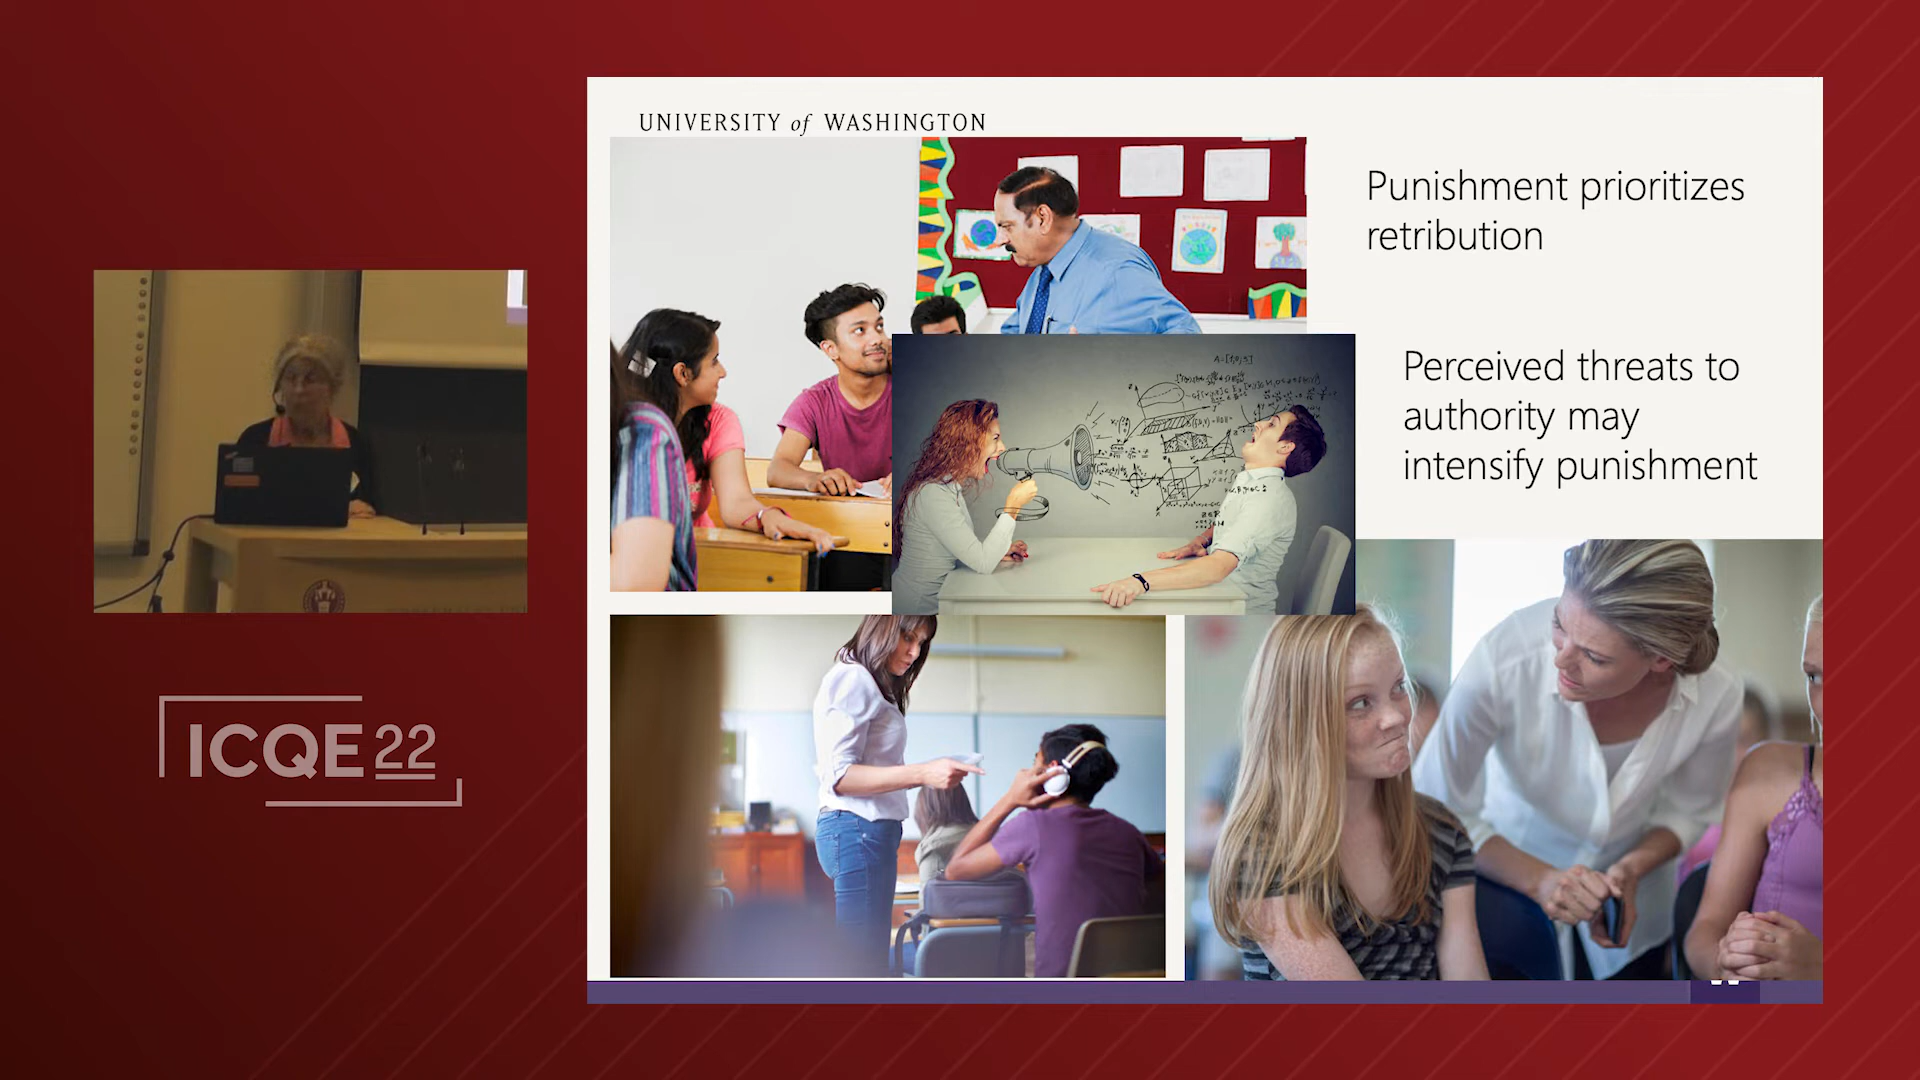 UNIVERSITY of WASHINGTON
Punishment prioritizes
retribution
Perceived threats to
authority may
intensify punishment
ICQE22